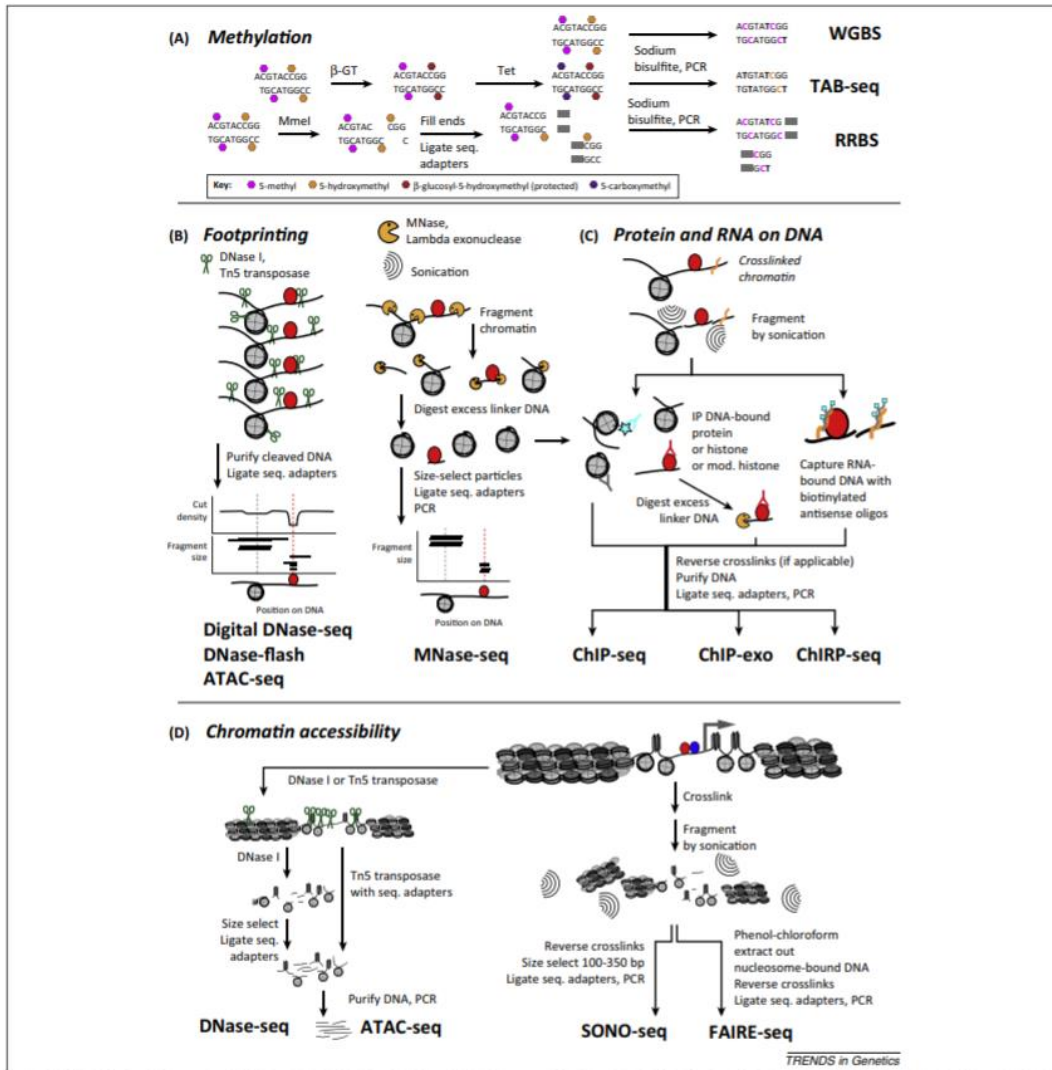 (A) Methylation
ACGTACCGG
TGCATGGCC
β-GT
ACGTACCGG
TGCATGGCC
Tet
ACGTACCGG
TGCATGGCC
ACGTACCGG
TGCATGGCC
Sodium
bisulfite, PCR
ACGTATCGG
TGCATGGCT
WGBS
ATGTATCGG
TGTATGGCT
TAB-seq
ACGTACCGG
TGCATGGCC
MmeI
ACGTAC CGG
TGCATGGC C
Fill ends
Ligate seq.
adapters
ACGTACCG
TGCATGGC
CGG
GCC
Sodium
bisulfite, PCR
ACGTATCG
TGCATGGC
CGG
GCT
RRBS
Key: 5-methyl 5-hydroxymethyl β-glucosyl-5-hydroxymethyl (protected) 5-carboxymethyl
(B) Footprinting
DNase I,
Tn5 transposase
Purify cleaved DNA
Ligate seq. adapters
Cut
density
Fragment
size
Position on DNA
Digital DNase-seq
DNase-flash
ATAC-seq
MNase,
Lambda exonuclease
Sonication
Fragment
chromatin
Digest excess linker DNA
Size-select particles
Ligate seq. adapters
PCR
Fragment
size
Position on DNA
MNase-seq
(C) Protein and RNA on DNA
Crosslinked
chromatin
Fragment
by sonication
IP DNA-bound
protein
or histone
or mod. histone
Digest excess
linker DNA
Capture RNA-
bound DNA with
biotinylated
antisense oligos
Reverse crosslinks (if applicable)
Purify DNA
Ligate seq. adapters, PCR
ChIP-seq
ChIP-exo
ChIRP-seq
(D) Chromatin accessibility
DNase I or Tn5 transposase
DNase I
Tn5 transposase
with seq. adapters
Size select
Ligate seq.
adapters
Purify DNA, PCR
DNase-seq
ATAC-seq
Crosslink
Fragment
by sonication
Reverse crosslinks
Size select 100-350 bp
Ligate seq. adapters, PCR
Phenol-chloroform
extract out
nucleosome-bound DNA
Reverse crosslinks
Ligate seq. adapters, PCR
SONO-seq
FAIRE-seq
TRENDS in Genetics